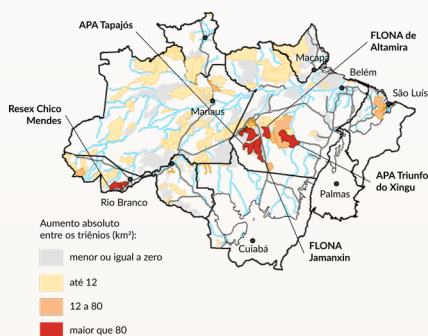 APA Tapajós
FLONA de
Altamira
Macapá
Belém
São Luís
Manaus
Resex Chico
Mendes
Rio Branco
APA Triunfo
do Xingu
Palmas
FLONA
Jamanxin
Cuiabá
Aumento absoluto
entre os triênios (km²):
menor ou igual a zero
até 12
12 a 80
maior que 80